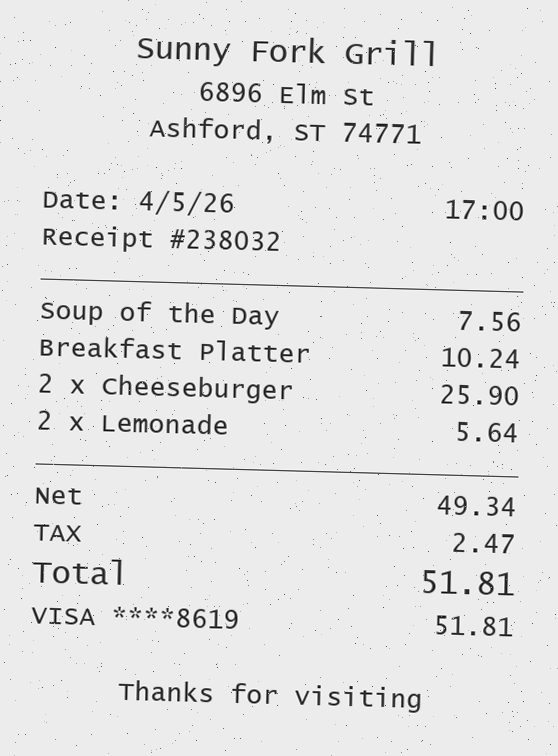 Sunny Fork Grill
6896 Elm St
Ashford, ST 74771
Date: 4/5/26 17:00
Receipt #238032
Soup of the Day 7.56
Breakfast Platter 10.24
2 x Cheeseburger 25.90
2 x Lemonade 5.64
Net 49.34
TAX 2.47
Total 51.81
VISA ****8619 51.81
Thanks for visiting